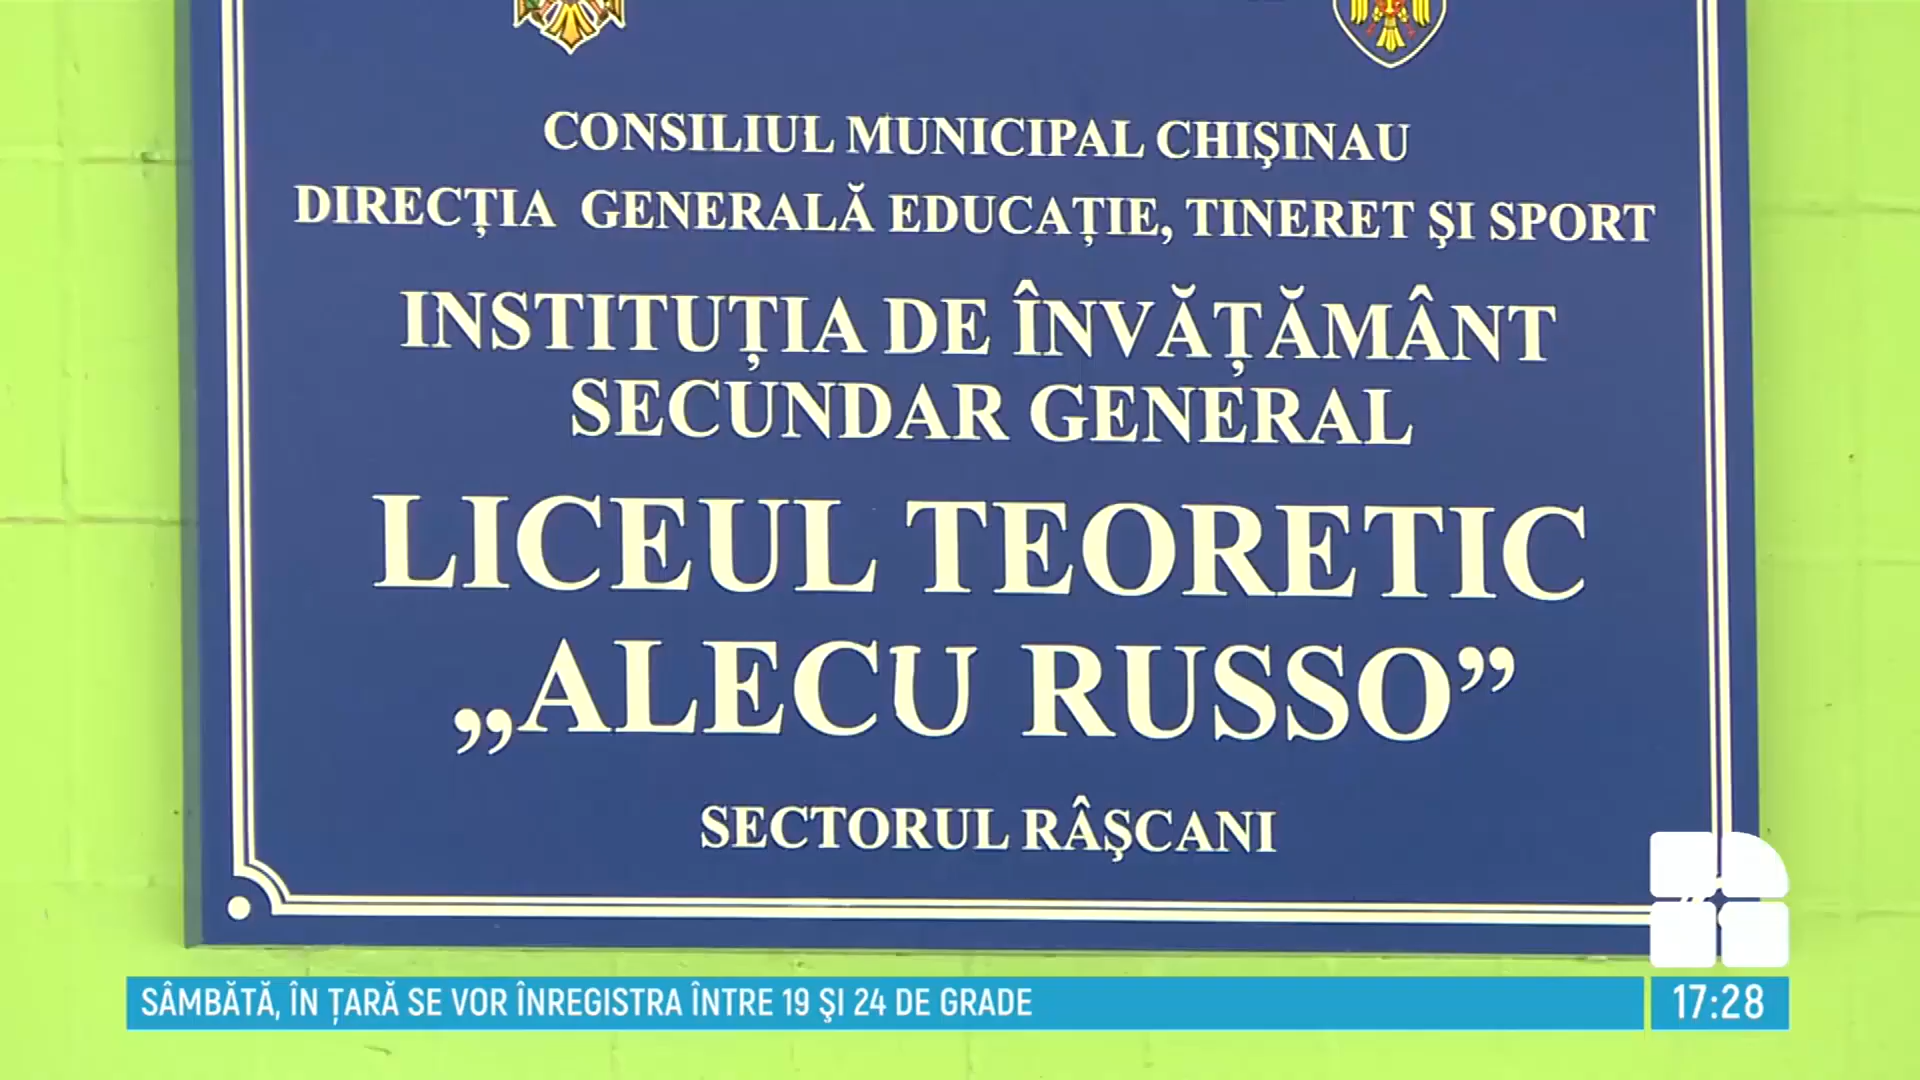 CONSILIUL MUNICIPAL CHIŞINAU
DIRECȚIA GENERALĂ EDUCAȚIE, TINERET ŞI SPORT
INSTITUȚIA DE ÎNVĂȚĂMÂNT
SECUNDAR GENERAL
LICEUL TEORETIC
„ALECU RUSSO”
SECTORUL RÂŞCANI
SÂMBĂTĂ, ÎN ȚARĂ SE VOR ÎNREGISTRA ÎNTRE 19 ŞI 24 DE GRADE
17:28